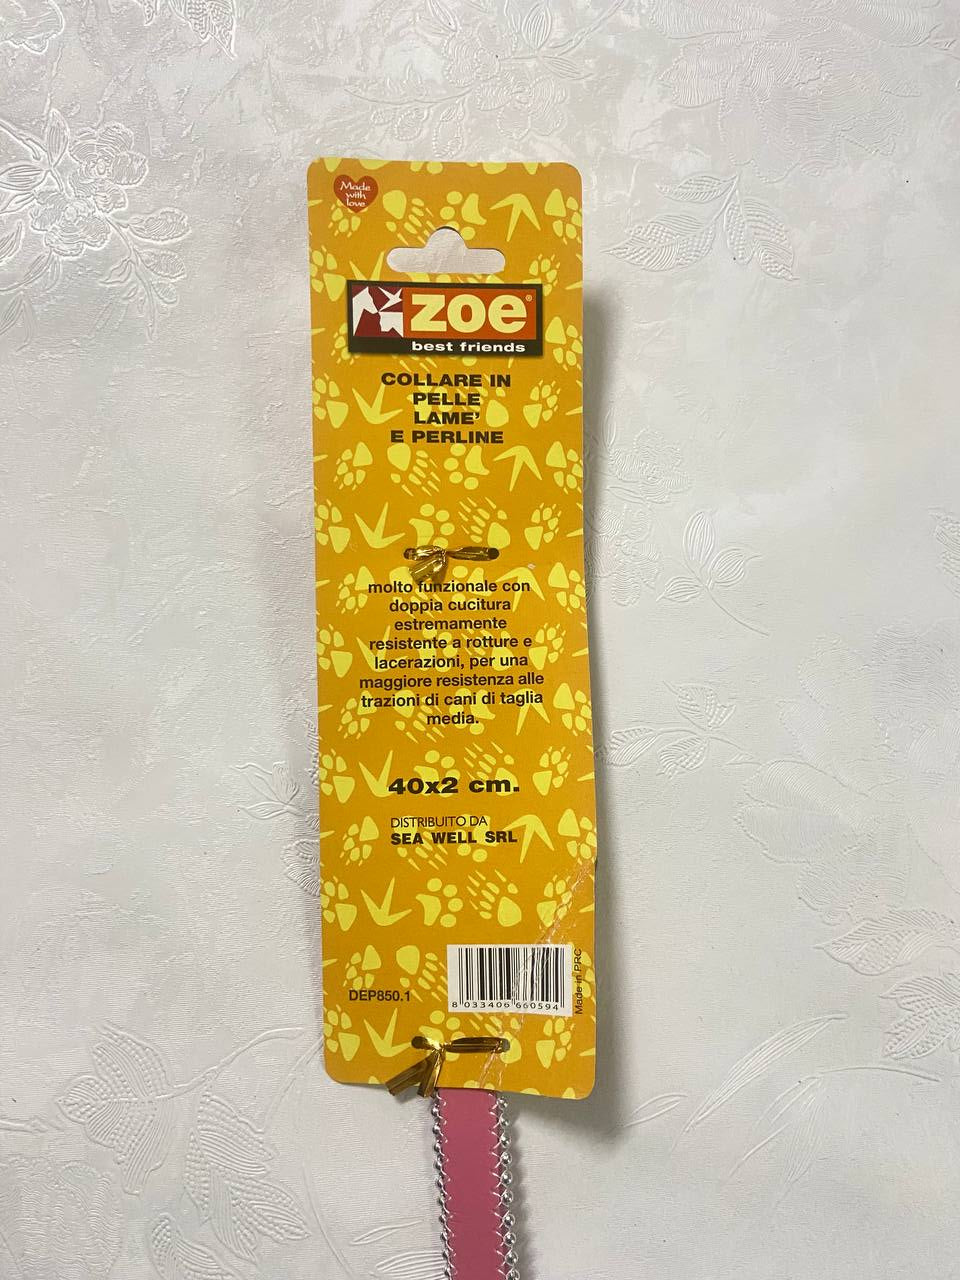 Made
with
love
zoe®
best friends
COLLARE IN
PELLE
LAME'
E PERLINE
molto funzionale con
doppia cucitura
estremamente
resistente a rotture e
lacerazioni, per una
maggiore resistenza alle
trazioni di cani di taglia
media.
40x2 cm.
DISTRIBUITO DA
SEA WELL SRL
DEP850.1
8 033406 660594
Made in PRC